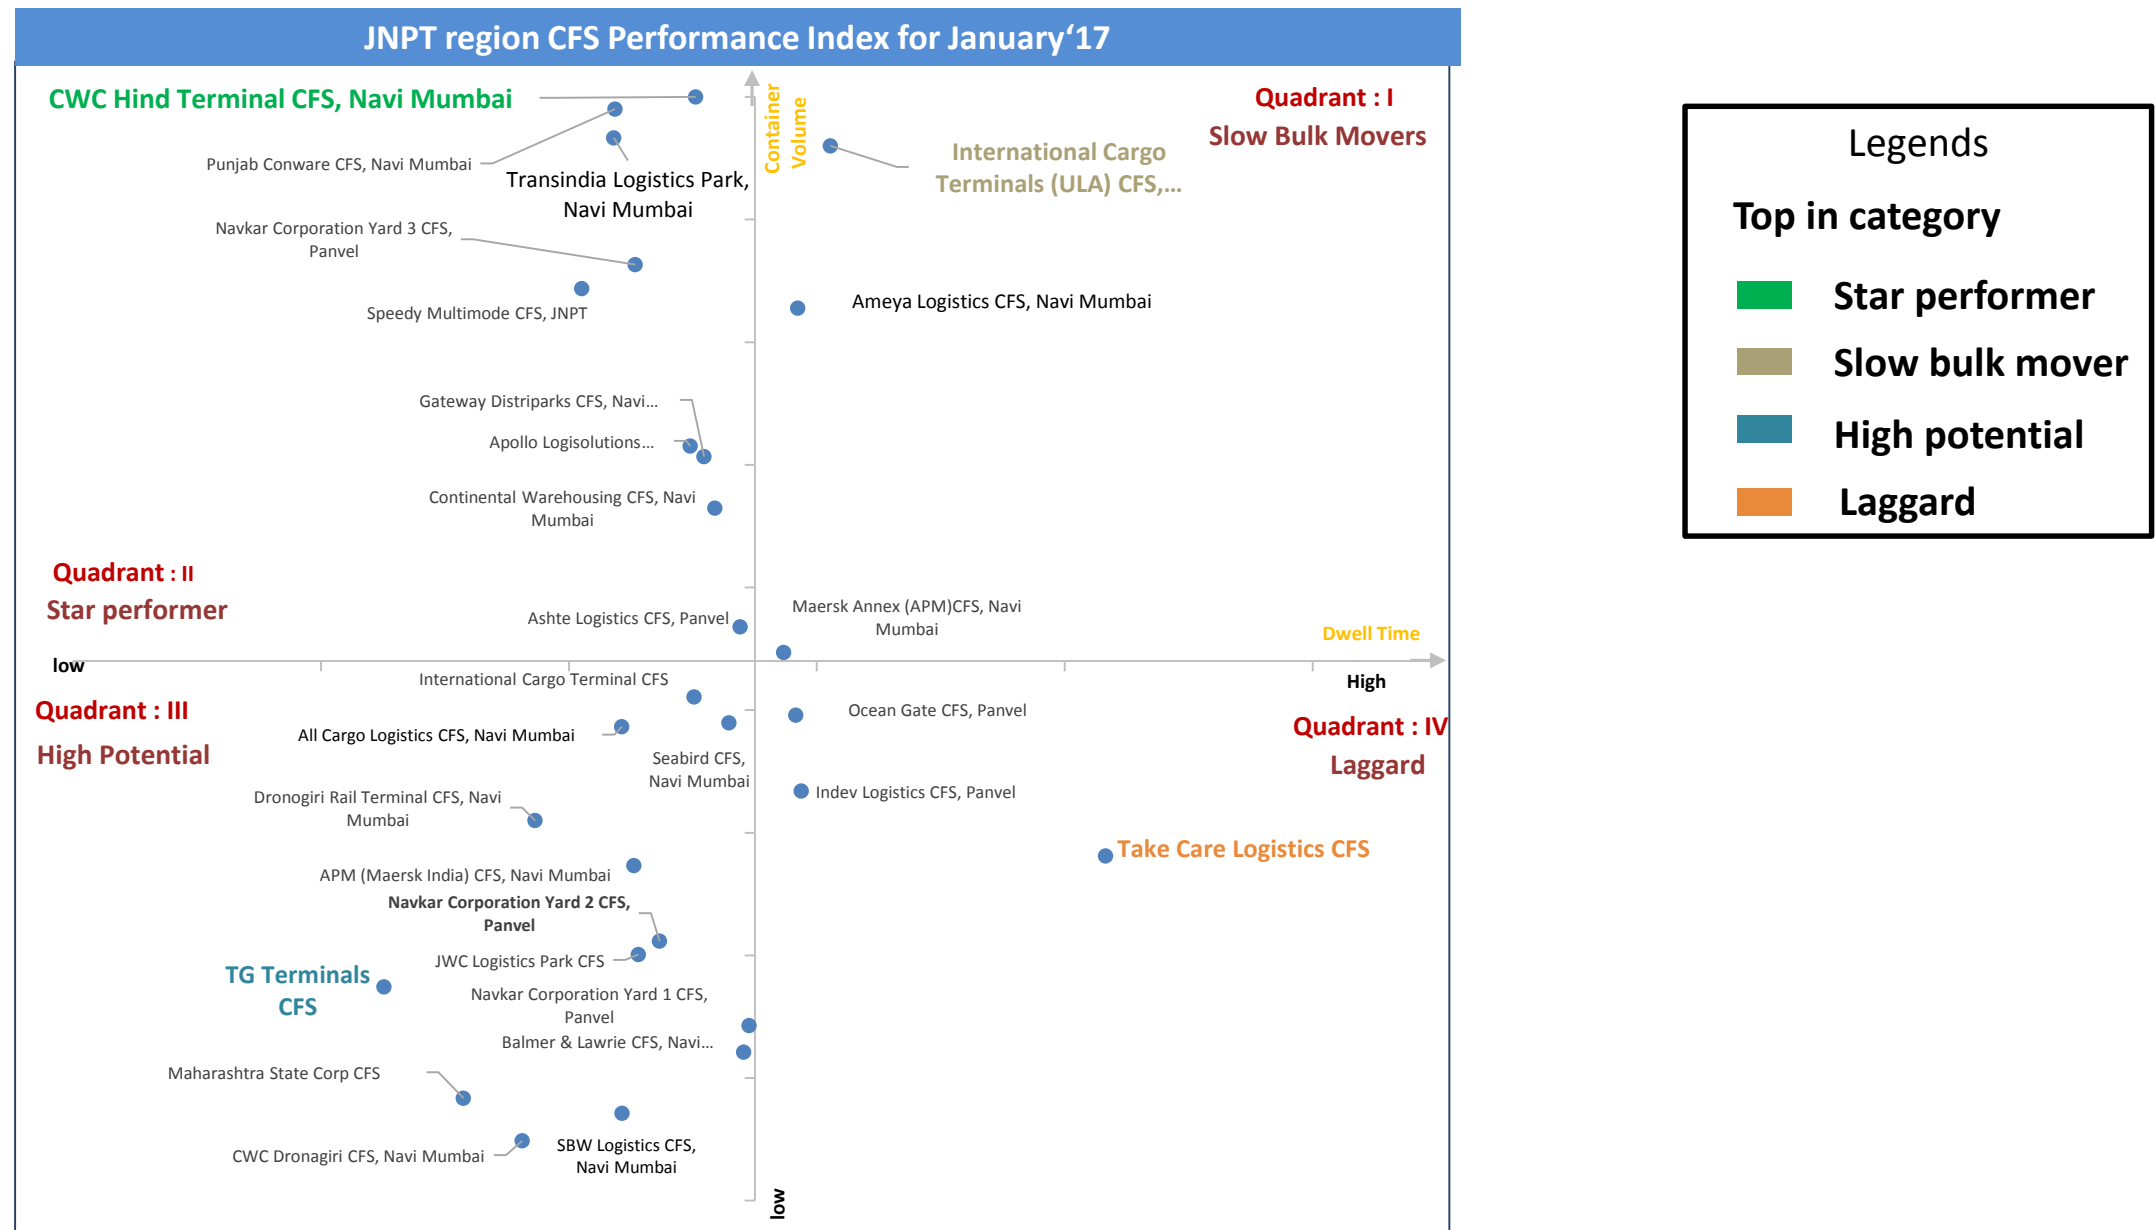 JNPT region CFS Performance Index for January‘17
CWC Hind Terminal CFS, Navi Mumbai
Container
Volume
Quadrant : I
Slow Bulk Movers
Punjab Conware CFS, Navi Mumbai
Transindia Logistics Park,
Navi Mumbai
International Cargo
Terminals (ULA) CFS,...
Navkar Corporation Yard 3 CFS,
Panvel
Speedy Multimode CFS, JNPT
Ameya Logistics CFS, Navi Mumbai
Gateway Distriparks CFS, Navi...
Apollo Logisolutions...
Continental Warehousing CFS, Navi
Mumbai
Quadrant : II
Star performer
Ashte Logistics CFS, Panvel
Maersk Annex (APM)CFS, Navi
Mumbai
Dwell Time
low
High
International Cargo Terminal CFS
Quadrant : III
High Potential
All Cargo Logistics CFS, Navi Mumbai
Seabird CFS,
Navi Mumbai
Ocean Gate CFS, Panvel
Quadrant : IV
Laggard
Dronogiri Rail Terminal CFS, Navi
Mumbai
Indev Logistics CFS, Panvel
Take Care Logistics CFS
APM (Maersk India) CFS, Navi Mumbai
Navkar Corporation Yard 2 CFS,
Panvel
JWC Logistics Park CFS
TG Terminals
CFS
Navkar Corporation Yard 1 CFS,
Panvel
Balmer & Lawrie CFS, Navi...
Maharashtra State Corp CFS
CWC Dronagiri CFS, Navi Mumbai
SBW Logistics CFS,
Navi Mumbai
low
Legends
Top in category
Star performer
Slow bulk mover
High potential
Laggard